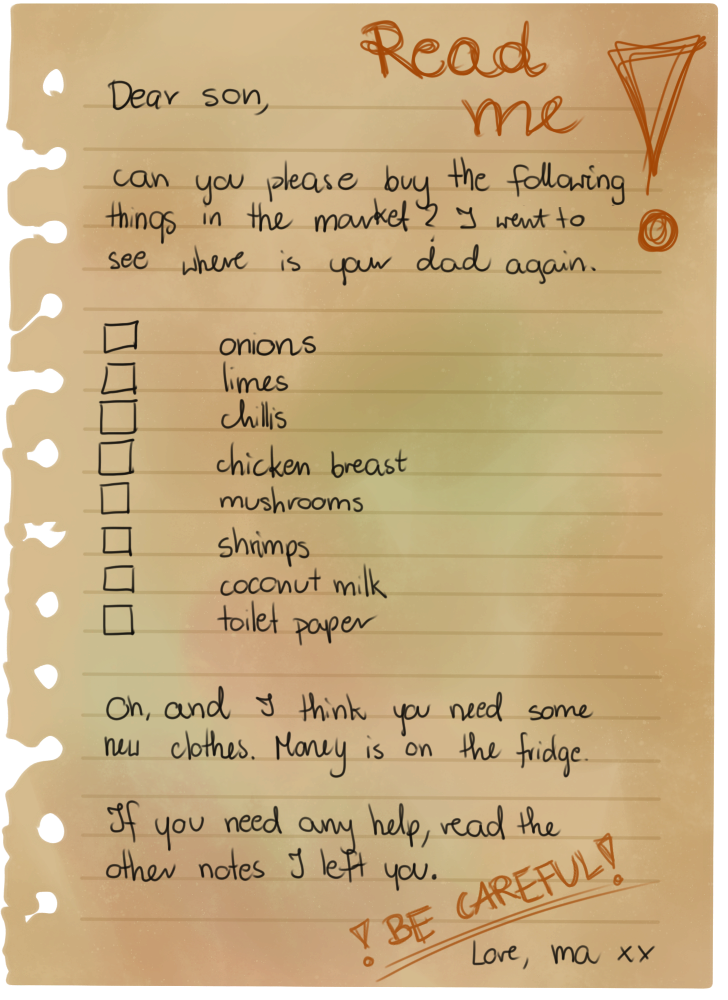 Read
me
!
Dear son,
can you please buy the following
things in the market? I went to
see where is your dad again.
onions
limes
chillis
chicken breast
mushrooms
shrimps
coconut milk
toilet paper
Oh, and I think you need some
new clothes. Money is on the fridge.
If you need any help, read the
other notes I left you.
! BE CAREFUL!
Love, ma xx